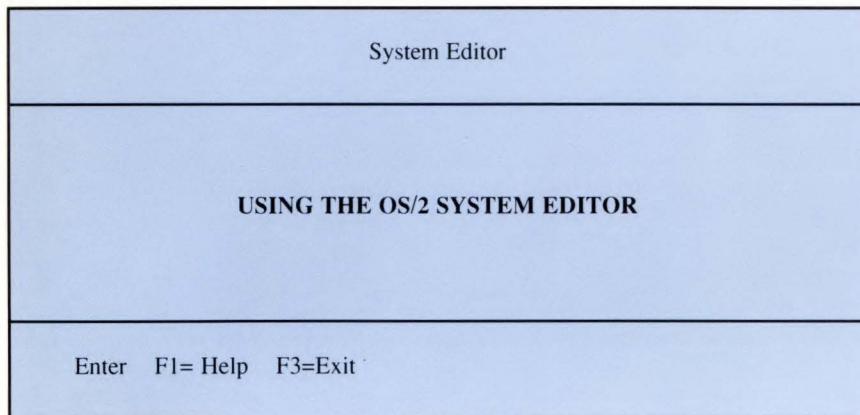 System Editor
USING THE OS/2 SYSTEM EDITOR
Enter F1= Help F3=Exit